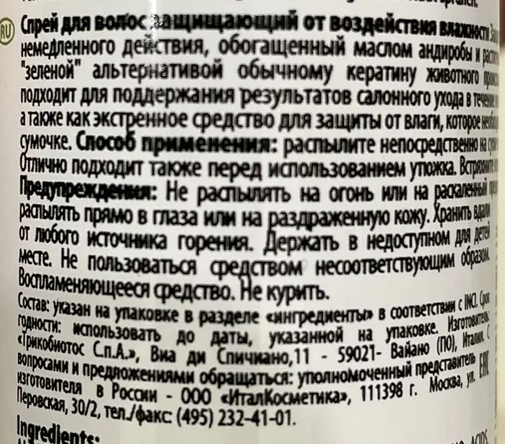 RU Спрей для волос защищающий от воздействия влажности
немедленного действия, обогащенный маслом андиробы и
"зеленой" альтернативой обычному кератину животного
подходит для поддержания результатов салонного ухода в течение
а также как экстренное средство для защиты от влаги, которое
сумочке. Способ применения: распылите непосредственно на
Отлично подходит также перед использованием утюжка.
Предупреждения: Не распылять на огонь или на раскаленный
распылять прямо в глаза или на раздраженную кожу. Хранить вдали
от любого источника горения. Держать в недоступном для детей
месте. Не пользоваться средством несоответствующим образом.
Воспламеняющееся средство. Не курить.
Состав: указан на упаковке в разделе «ингредиенты» в соответствии с INCI. Срок
годности: использовать до даты, указанной на упаковке. Изготовитель:
«Трикобиотос С.п.А.», Виа ди Спичиано,11 - 59021- Вайано (ПО), Италия. С
вопросами и предложениями обращаться: уполномоченный представитель
изготовителя в России - ООО «ИталКосметика», 111398 г. Москва, ул. EAC
Перовская, 30/2, тел./факс: (495) 232-41-01.
Ingredients:
ACIDS